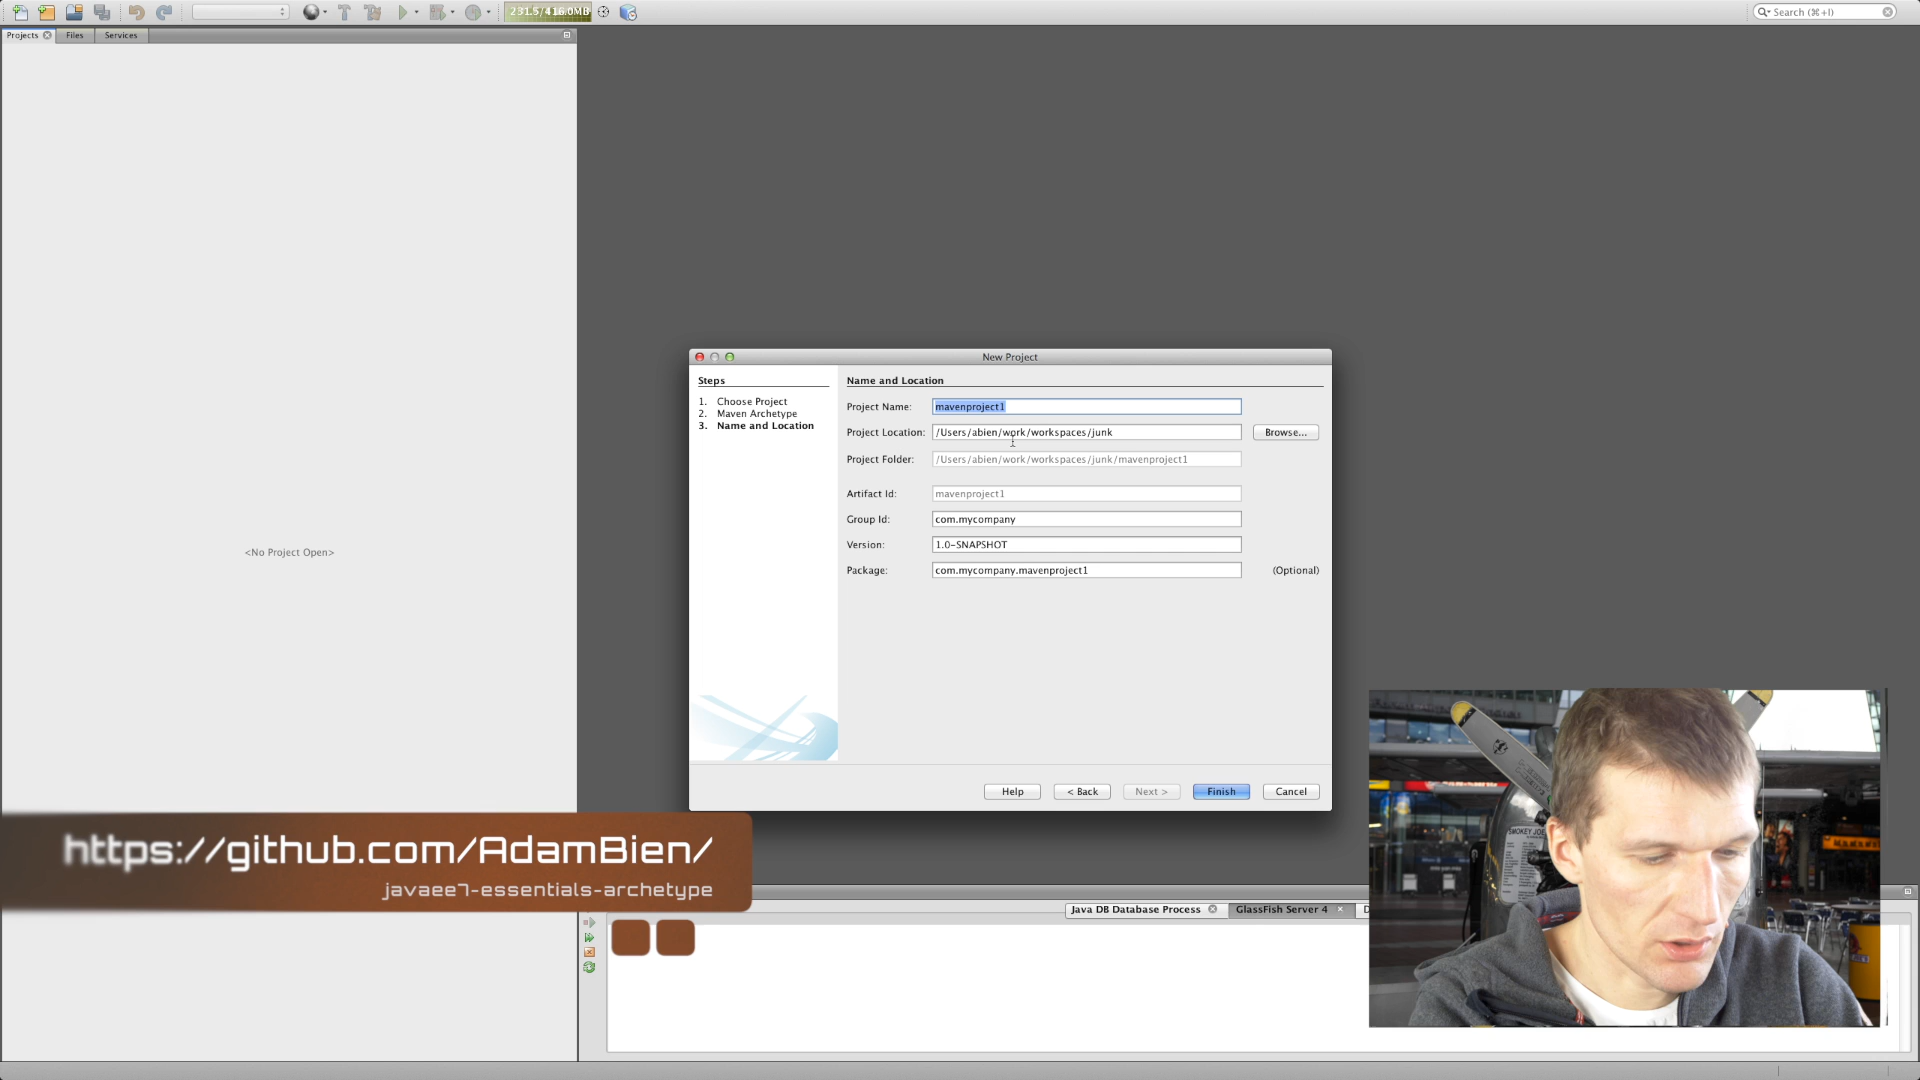 231.5/416.0MB
Search (⌘+I)
Projects
Files
Services
<No Project Open>
New Project
Steps
1. Choose Project
2. Maven Archetype
3. Name and Location
Name and Location
Project Name: mavenproject1
Project Location: /Users/abien/work/workspaces/junk Browse...
Project Folder: /Users/abien/work/workspaces/junk/mavenproject1
Artifact Id: mavenproject1
Group Id: com.mycompany
Version: 1.0-SNAPSHOT
Package: com.mycompany.mavenproject1 (Optional)
Help
< Back
Next >
Finish
Cancel
https://github.com/AdamBien/
javaee7-essentials-archetype
Java DB Database Process
GlassFish Server 4
SMOKEY JOE